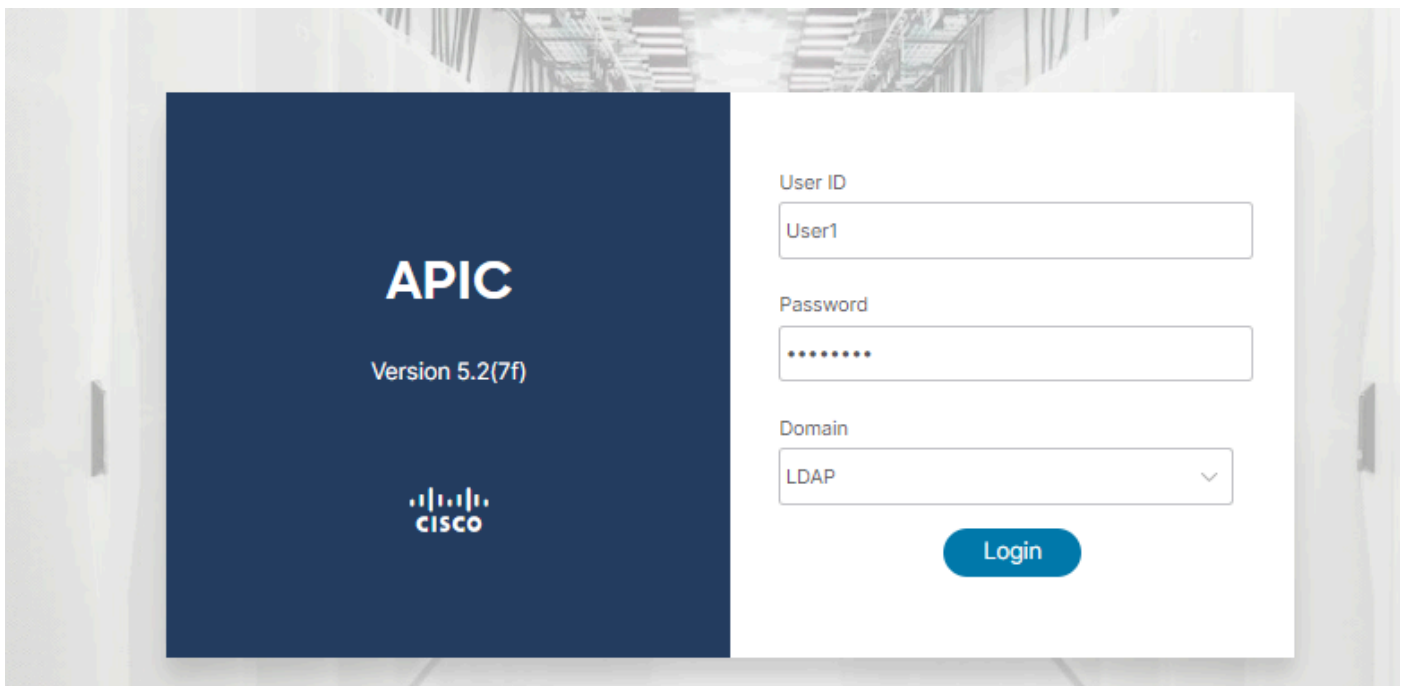 APIC
Version 5.2(7f)
CISCO
User ID
User1
Password
••••••••
Domain
LDAP
Login